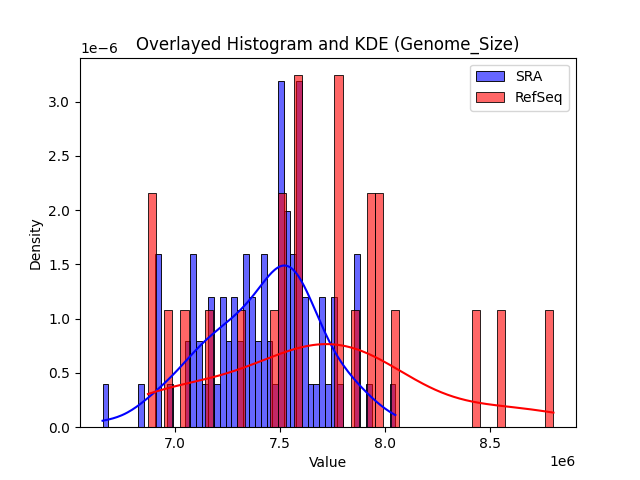 Overlayed Histogram and KDE (Genome_Size)
1e−6
SRA
RefSeq
3.0
2.5
2.0
1.5
1.0
0.5
0.0
Density
7.0 7.5 8.0 8.5
Value
1e6